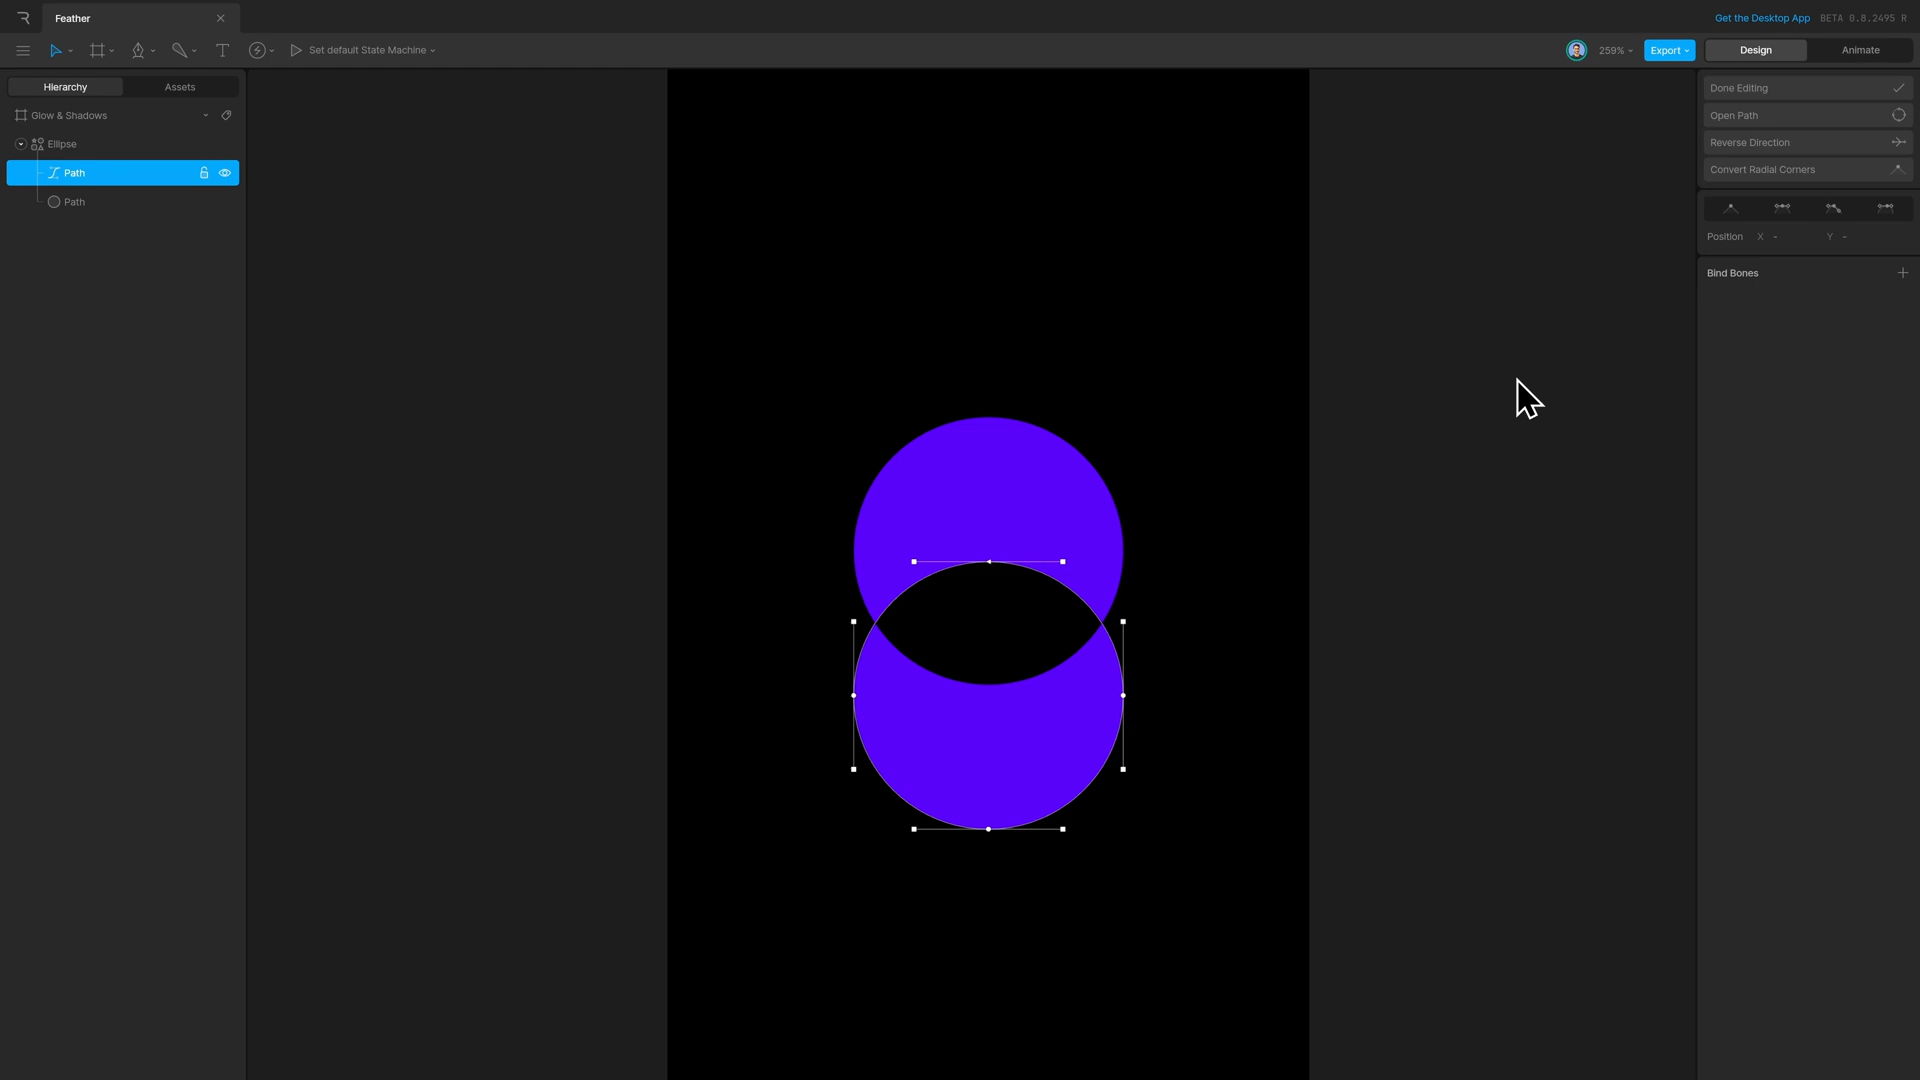 Feather
Get the Desktop App BETA 0.8.2495 R
Set default State Machine
259%
Export
Design Animate
Hierarchy Assets
Glow & Shadows
Ellipse
Path
Path
Done Editing
Open Path
Reverse Direction
Convert Radial Corners
Position X - Y -
Bind Bones